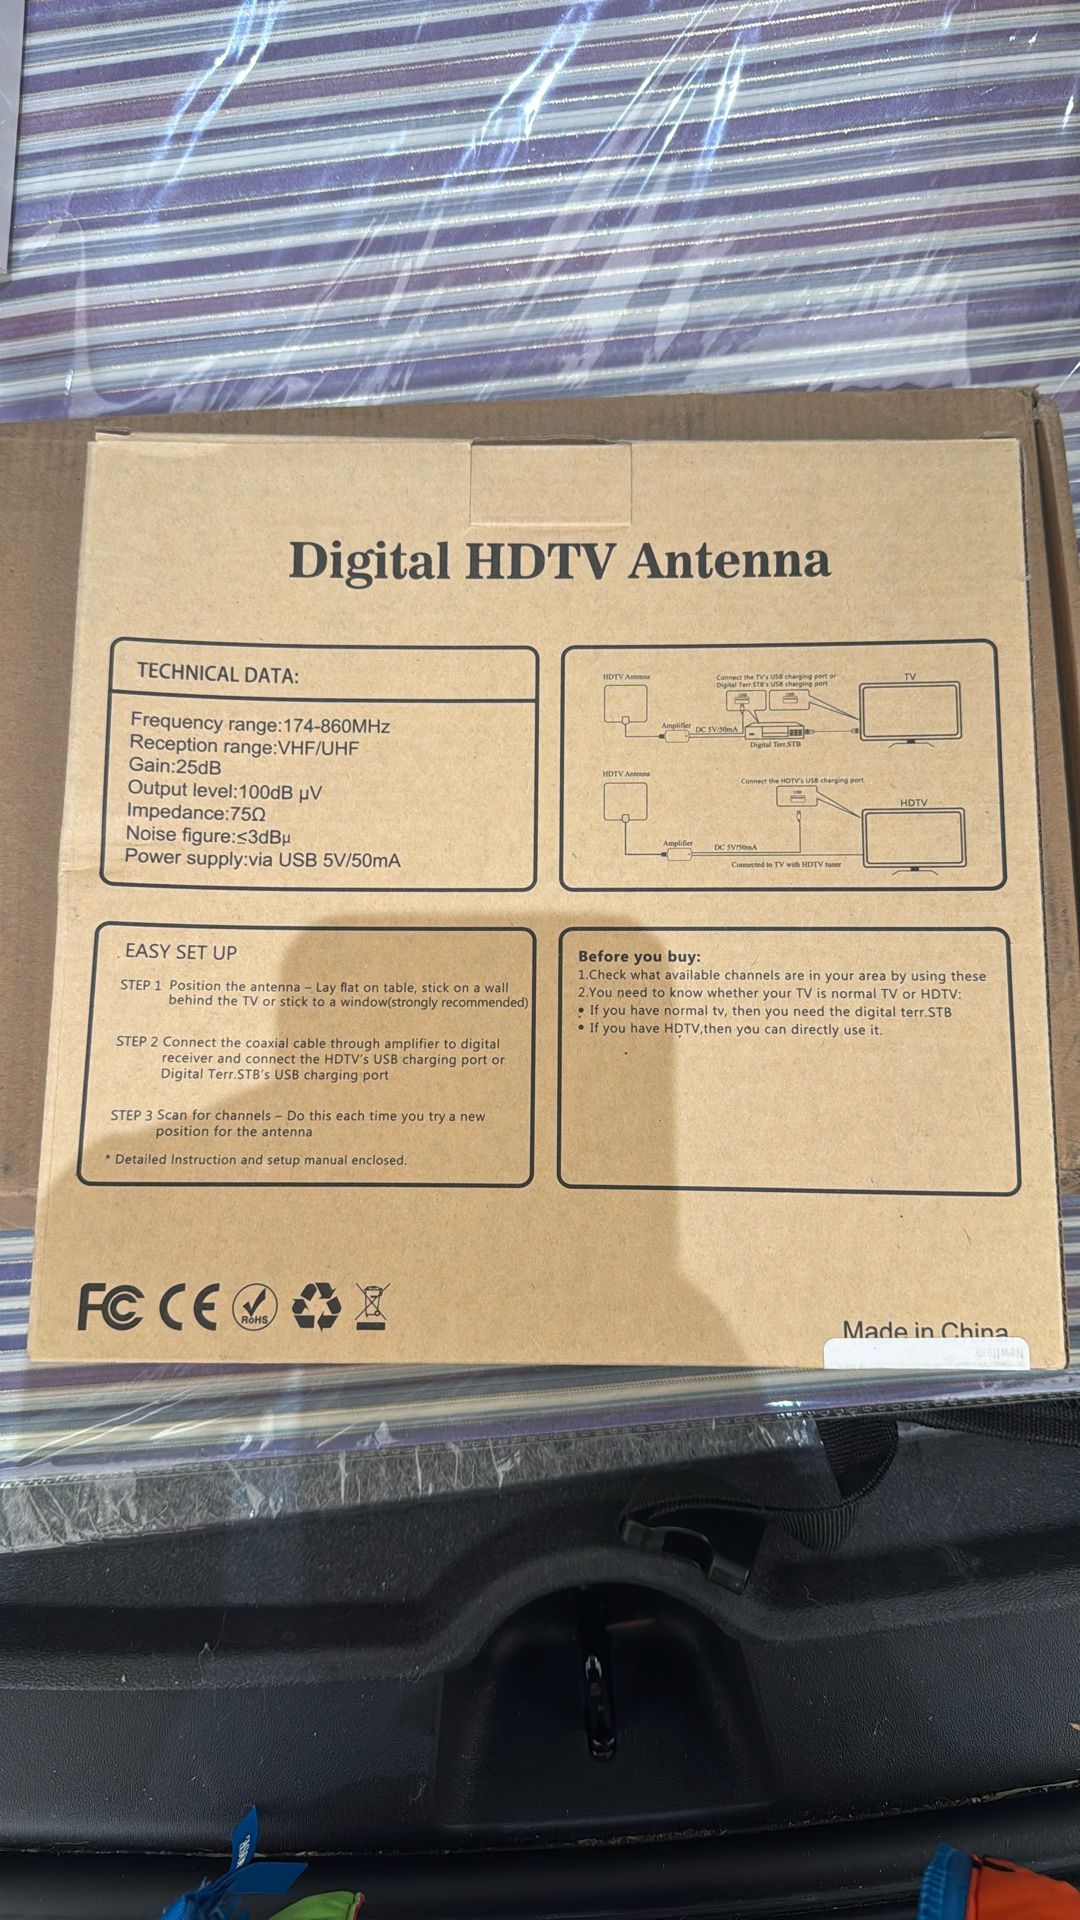 Digital HDTV Antenna
TECHNICAL DATA:
Frequency range:174-860MHz
Reception range:VHF/UHF
Gain:25dB
Output level:100dB μV
Impedance:75Ω
Noise figure:≤3dBμ
Power supply:via USB 5V/50mA
HDTV Antenna
Connect the TV's USB charging port or
Digital Terr.STB's USB charging port
TV
USB
USB
Amplifier
DC 5V/50mA
Digital Terr.STB
HDTV Antenna
Connect the HDTV's USB charging port
USB
HDTV
Amplifier
DC 5V/50mA
Connected to TV with HDTV tuner
. EASY SET UP
STEP 1 Position the antenna – Lay flat on table, stick on a wall
behind the TV or stick to a window(strongly recommended)
STEP 2 Connect the coaxial cable through amplifier to digital
receiver and connect the HDTV's USB charging port or
Digital Terr.STB's USB charging port
STEP 3 Scan for channels – Do this each time you try a new
position for the antenna
* Detailed Instruction and setup manual enclosed.
Before you buy:
1.Check what available channels are in your area by using these
2.You need to know whether your TV is normal TV or HDTV:
• If you have normal tv, then you need the digital terr.STB
• If you have HDTV,then you can directly use it.
FC CE RoHS
Made in China
NewItem